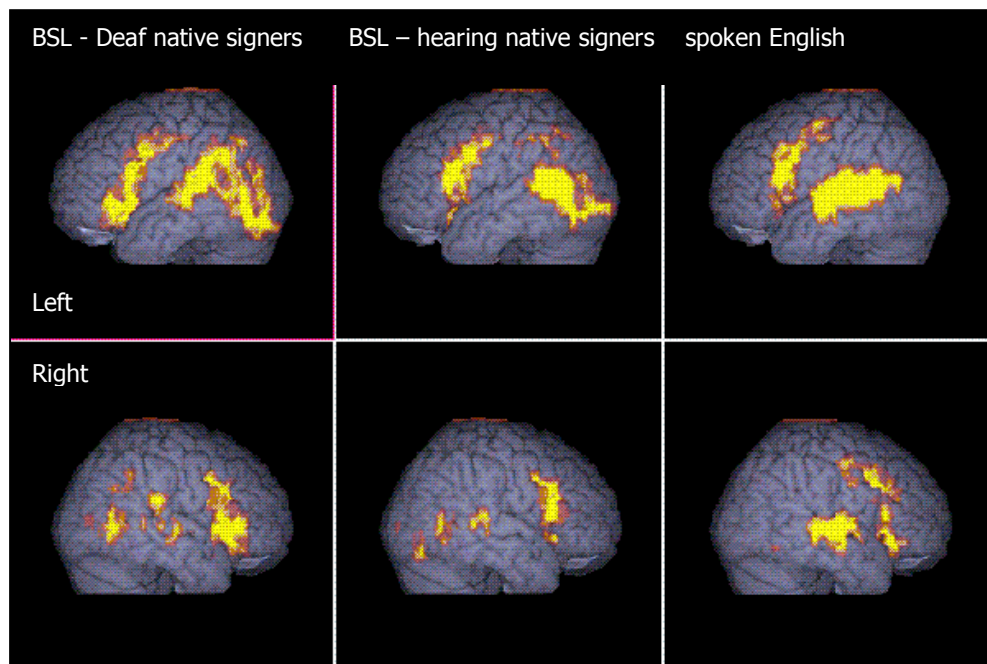 BSL - Deaf native signers
BSL – hearing native signers
spoken English
Left
Right